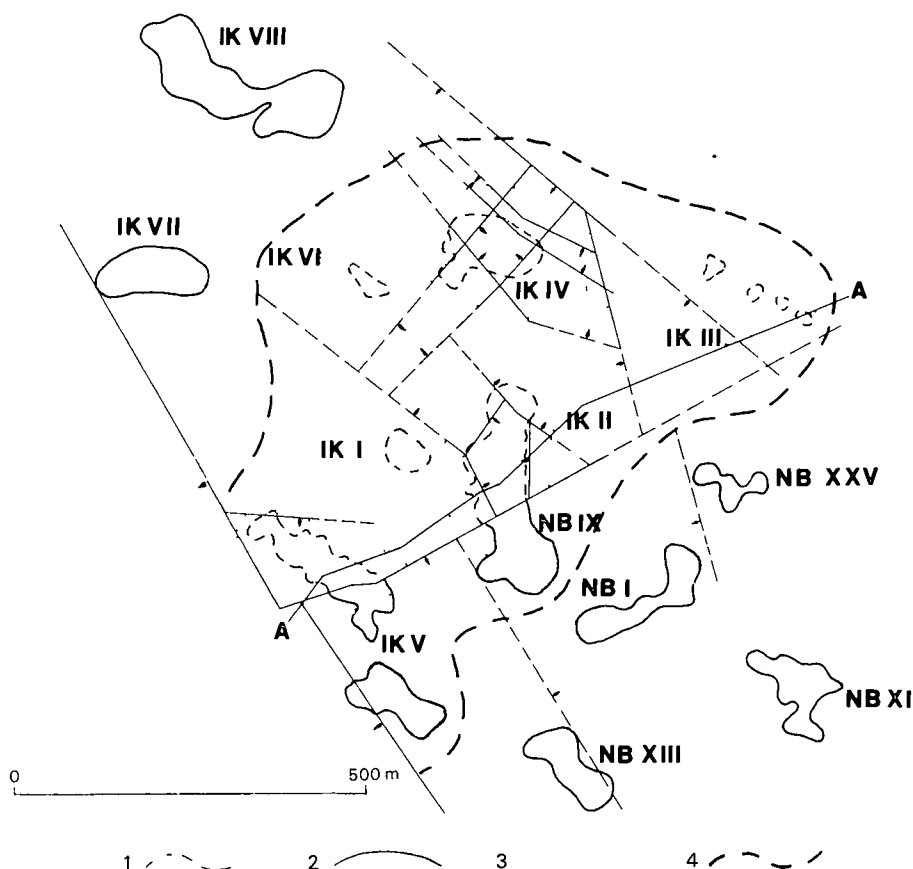 IK VIII
IK VII
IK VI
IK IV
A
IK III
IK II
IK I
NB XXV
NB IX
NB I
A
IK V
NB XI
NB XIII
0 500 m
1 2 3 4